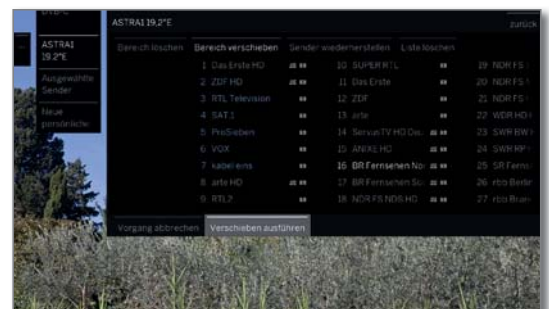 ASTRA1 19,2°E
zurück
ASTRA1
19.2°E
Ausgewählte
Sender
Neue
persönliche
Bereich löschen Bereich verschieben Sender wiederherstellen Liste löschen
1 Das Erste HD
2 ZDF HD
3 RTL Television
4 SAT.1
5 ProSieben
6 VOX
7 kabel eins
8 arte HD
9 RTL2
10 SUPER RTL
11 Das Erste
12 ZDF
13 arte
14 ServusTV HD
15 ANIXE HD
16 BR Fernsehen
17 BR Fernsehen
18 NDR FS NDS HD
19 NDR FS
20 NDR FS
21 NDR FS
22 WDR HD
23 SWR BW
24 SWR RP
25 SR Ferns
26 rbb Berlin
27 rbb Bran
Vorgang abbrechen Verschieben ausführen